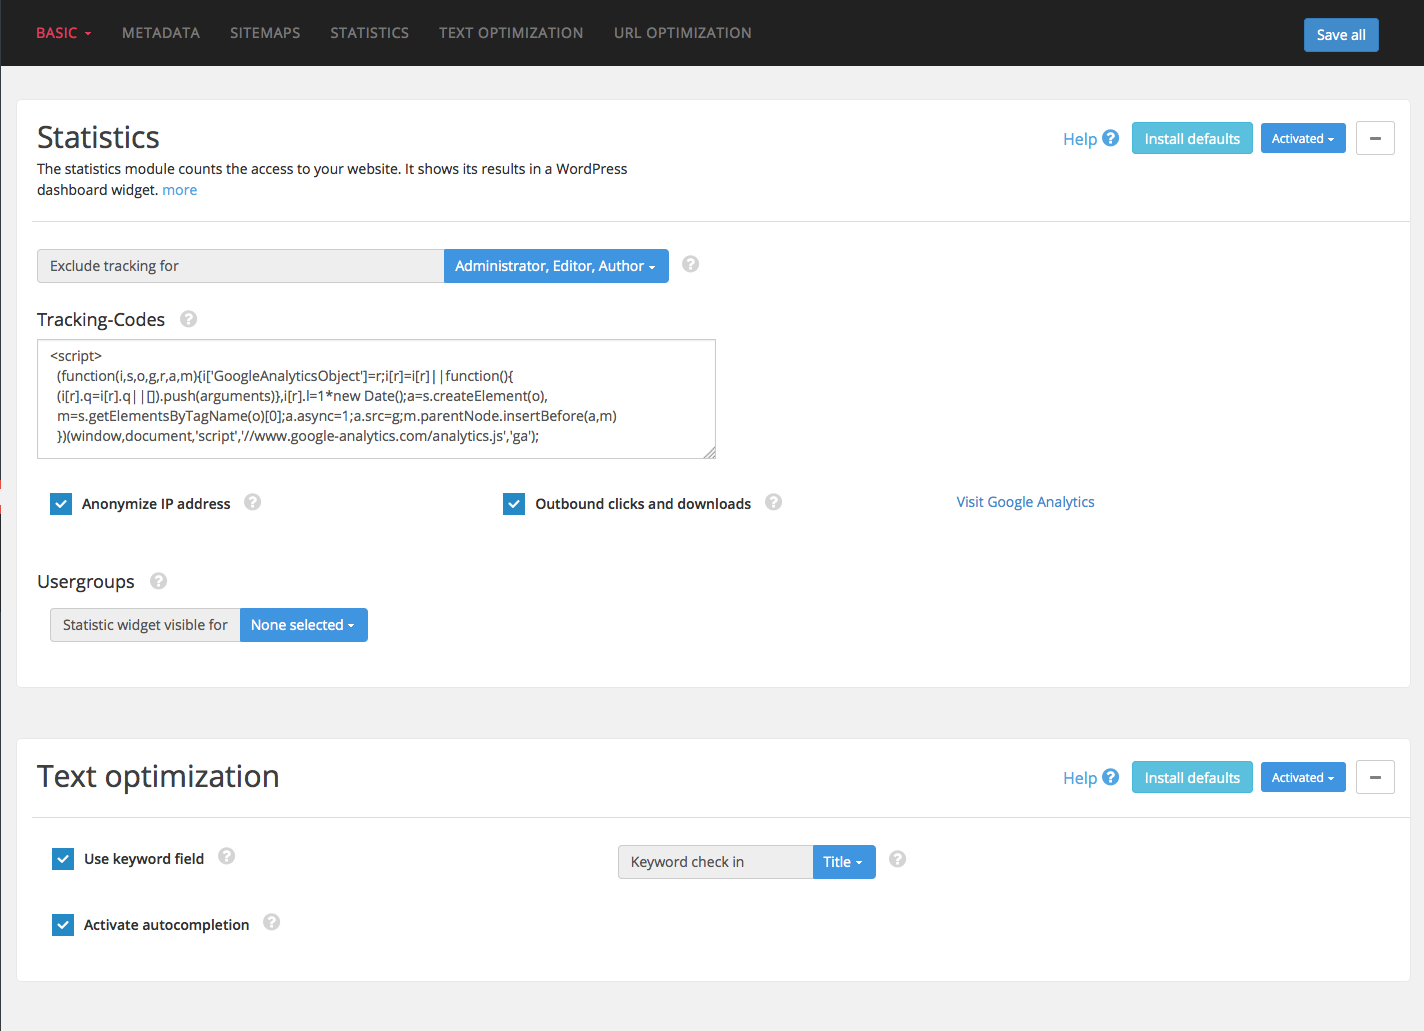 BASIC METADATA SITEMAPS STATISTICS TEXT OPTIMIZATION URL OPTIMIZATION Save all
Statistics
Help ? Install defaults Activated
The statistics module counts the access to your website. It shows its results in a WordPress
dashboard widget. more
Exclude tracking for Administrator, Editor, Author ?
Tracking-Codes ?
<script>
(function(i,s,o,g,r,a,m){i['GoogleAnalyticsObject']=r;i[r]=i[r]||function(){
(i[r].q=i[r].q||[]).push(arguments)},i[r].l=1*new Date();a=s.createElement(o),
m=s.getElementsByTagName(o)[0];a.async=1;a.src=g;m.parentNode.insertBefore(a,m)
})(window,document,'script','//www.google-analytics.com/analytics.js','ga');
Anonymize IP address ? Outbound clicks and downloads ? Visit Google Analytics
Usergroups ?
Statistic widget visible for None selected
Text optimization
Help ? Install defaults Activated
Use keyword field ? Keyword check in Title ?
Activate autocompletion ?